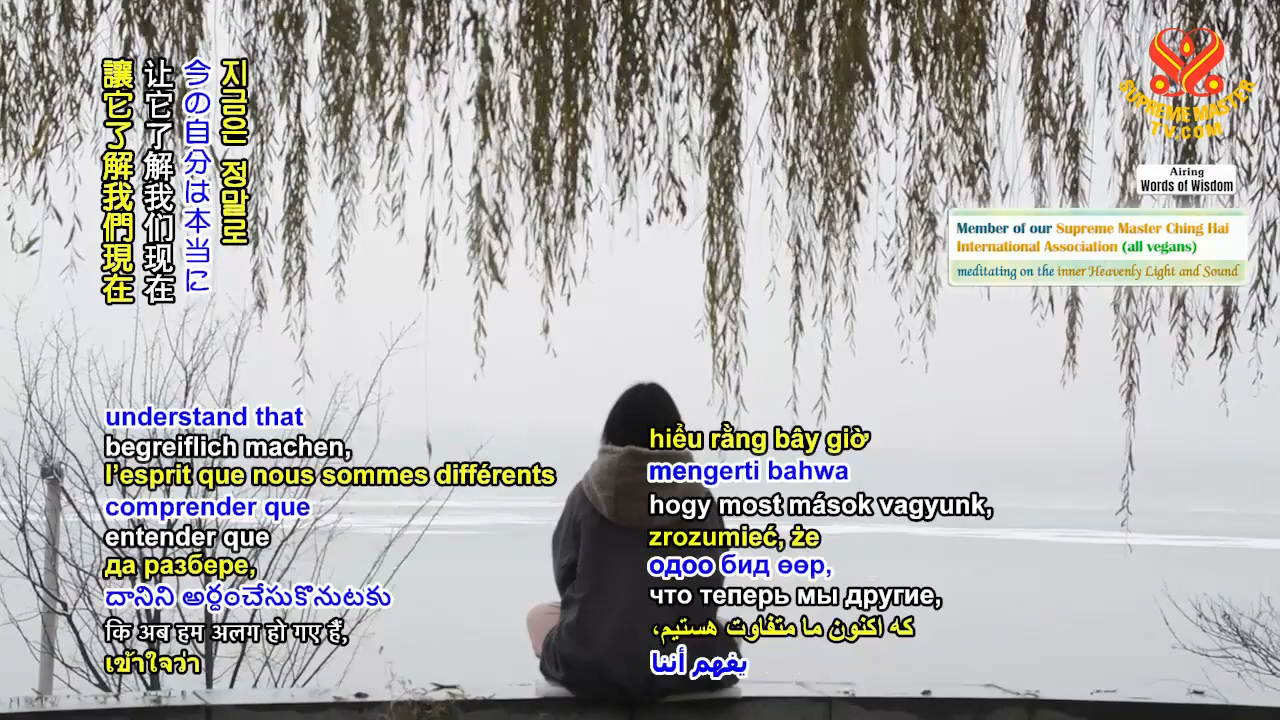 지금은 정말로
今の自分は本当に
让它了解我们现在
讓它了解我們現在
SUPREME MASTER
TV.COM
Airing
Words of Wisdom
Member of our Supreme Master Ching Hai
International Association (all vegans)
meditating on the inner Heavenly Light and Sound
understand that
begreiflich machen,
l’esprit que nous sommes différents
comprender que
entender que
да разбере,
దానిని అర్థంచేసుకొనుటకు
कि अब हम अलग हो गए हैं,
เข้าใจว่า
hiểu rằng bây giờ
mengerti bahwa
hogy most mások vagyunk,
zrozumieć, że
одоо бид өөр,
что теперь мы другие,
که اکنون ما متفاوت هستیم،
يفهم أننا